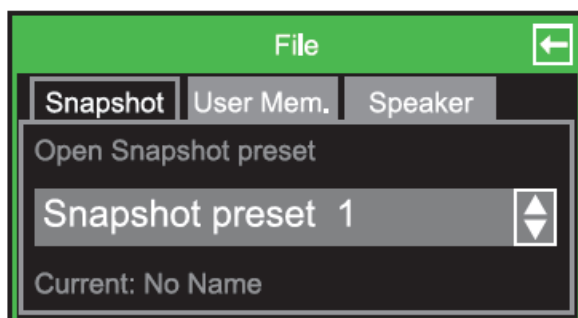 File
Snapshot User Mem. Speaker
Open Snapshot preset
Snapshot preset 1
Current: No Name